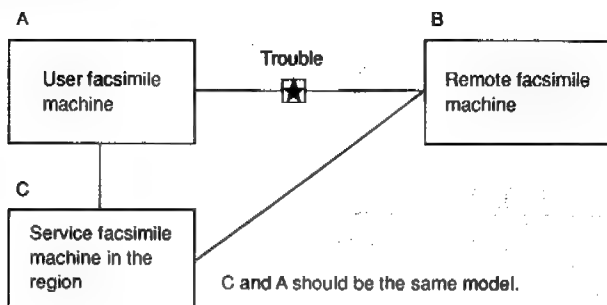 A
B
Trouble
User facsimile
machine
Remote facsimile
machine
C
Service facsimile
machine in the
region
C and A should be the same model.